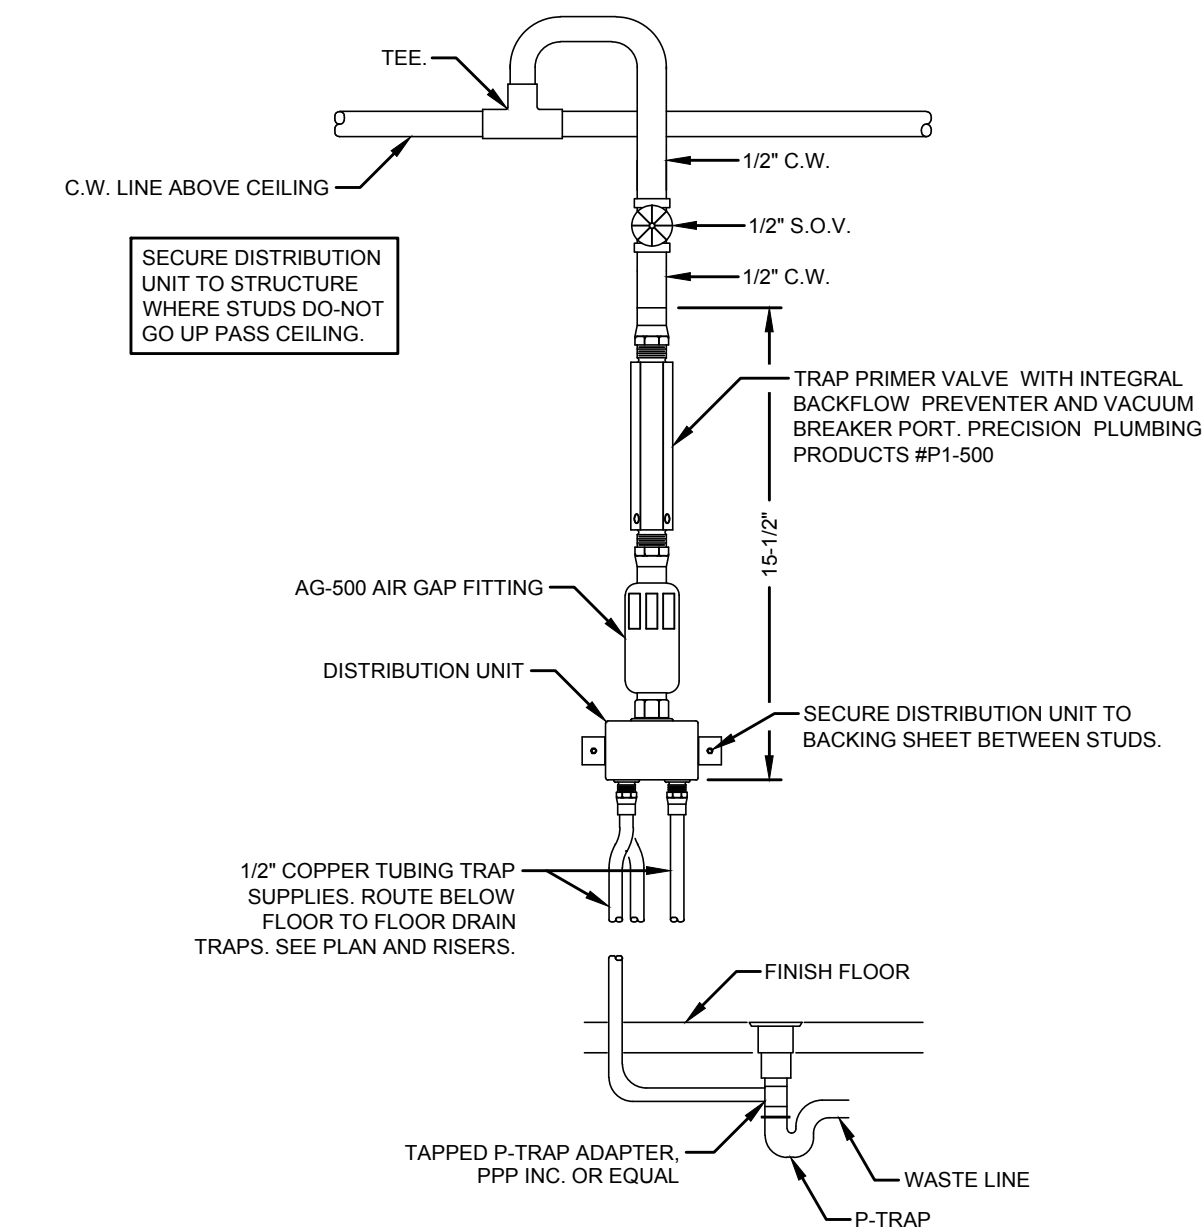 TEE.
C.W. LINE ABOVE CEILING
1/2" C.W.
1/2" S.O.V.
1/2" C.W.
SECURE DISTRIBUTION
UNIT TO STRUCTURE
WHERE STUDS DO-NOT
GO UP PASS CEILING.
TRAP PRIMER VALVE WITH INTEGRAL
BACKFLOW PREVENTER AND VACUUM
BREAKER PORT. PRECISION PLUMBING
PRODUCTS #P1-500
15-1/2"
AG-500 AIR GAP FITTING
DISTRIBUTION UNIT
SECURE DISTRIBUTION UNIT TO
BACKING SHEET BETWEEN STUDS.
1/2" COPPER TUBING TRAP
SUPPLIES. ROUTE BELOW
FLOOR TO FLOOR DRAIN
TRAPS. SEE PLAN AND RISERS.
FINISH FLOOR
TAPPED P-TRAP ADAPTER,
PPP INC. OR EQUAL
WASTE LINE
P-TRAP